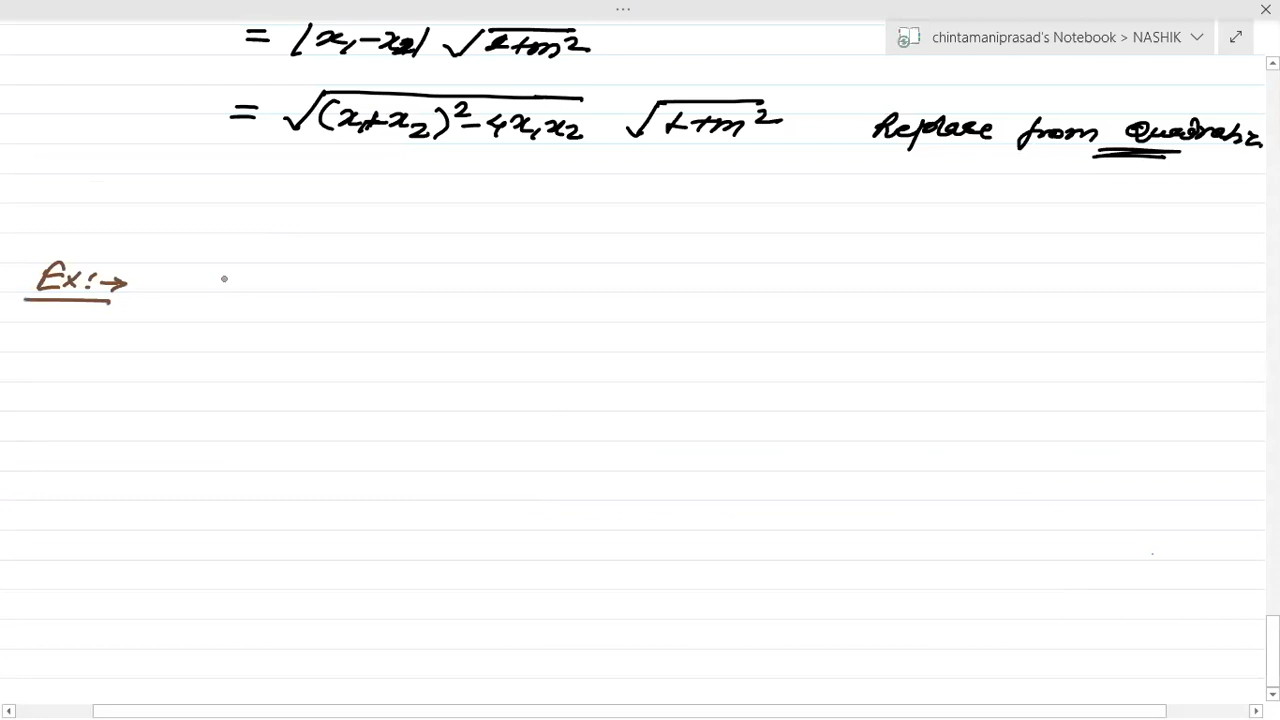 chintamaniprasad's Notebook > NASHIK
= |x₁-x₂| √1+m²
= √(x₁+x₂)²-4x₁x₂ √1+m² Replace from Quadratic
Ex:→